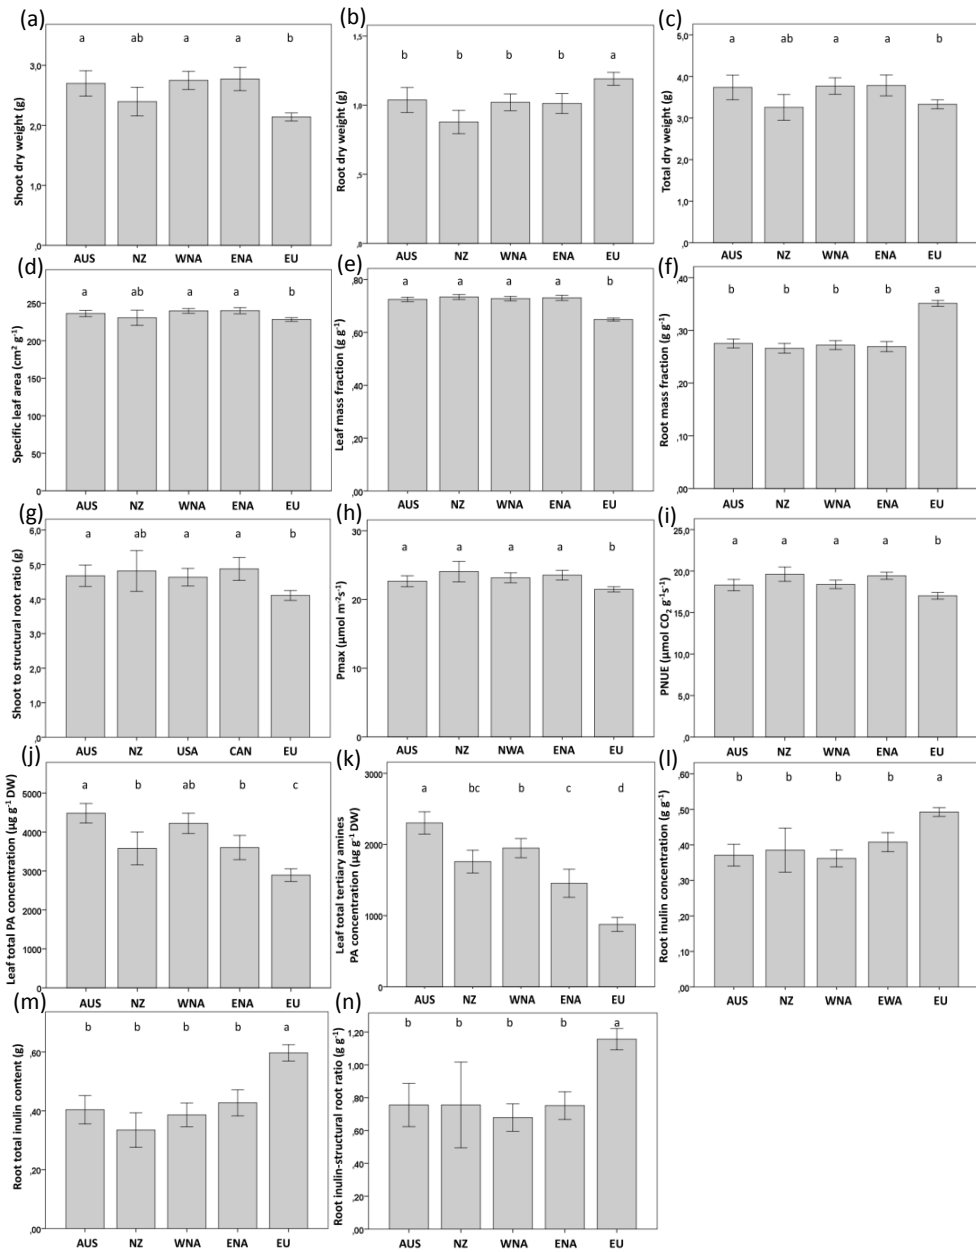 (a)
Shoot dry weight (g)
3,0
2,0
1,0
,0
a ab a a b
AUS NZ WNA ENA EU
(b)
Root dry weight (g)
1,5
1,0
,5
,0
b b b b a
AUS NZ WNA ENA EU
(c)
Total dry weight (g)
5,0
4,0
3,0
2,0
1,0
,0
a ab a a b
AUS NZ WNA ENA EU
(d)
Specific leaf area (cm² g⁻¹)
250
200
150
100
50
0
a ab a a b
AUS NZ WNA ENA EU
(e)
Leaf mass fraction (g g⁻¹)
,80
,60
,40
,20
,00
a a a a b
AUS NZ WNA ENA EU
(f)
Root mass fraction (g g⁻¹)
,40
,30
,20
,10
,00
b b b b a
AUS NZ WNA ENA EU
(g)
Shoot to structural root ratio (g)
6,0
5,0
4,0
3,0
2,0
1,0
,0
a ab a a b
AUS NZ USA CAN EU
(h)
Pmax (µmol m⁻²s⁻¹)
30
20
10
0
a a a a b
AUS NZ NWA ENA EU
(i)
PNUE (µmol CO₂ g⁻¹s⁻¹)
25,0
20,0
15,0
10,0
5,0
,0
a a a a b
AUS NZ WNA ENA EU
(j)
Leaf total PA concentration (µg g⁻¹ DW)
5000
4000
3000
2000
1000
0
a b ab b c
AUS NZ WNA ENA EU
(k)
Leaf total tertiary amines
PA concentration (µg g⁻¹ DW)
3000
2000
1000
0
a bc b c d
AUS NZ WNA ENA EU
(l)
Root inulin concentration (g g⁻¹)
,60
,50
,40
,30
,20
,10
,00
b b b b a
AUS NZ WNA EWA EU
(m)
Root total inulin content (g)
,60
,40
,20
,00
b b b b a
AUS NZ WNA ENA EU
(n)
Root inulin-structural root ratio (g g⁻¹)
1,20
1,00
,80
,60
,40
,20
,00
b b b b a
AUS NZ WNA ENA EU